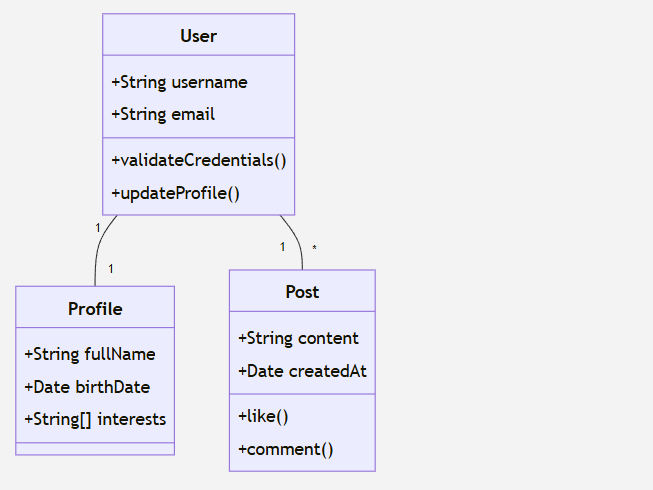 User
+String username
+String email
+validateCredentials()
+updateProfile()
1
1
1 *
Profile
+String fullName
+Date birthDate
+String[] interests
Post
+String content
+Date createdAt
+like()
+comment()